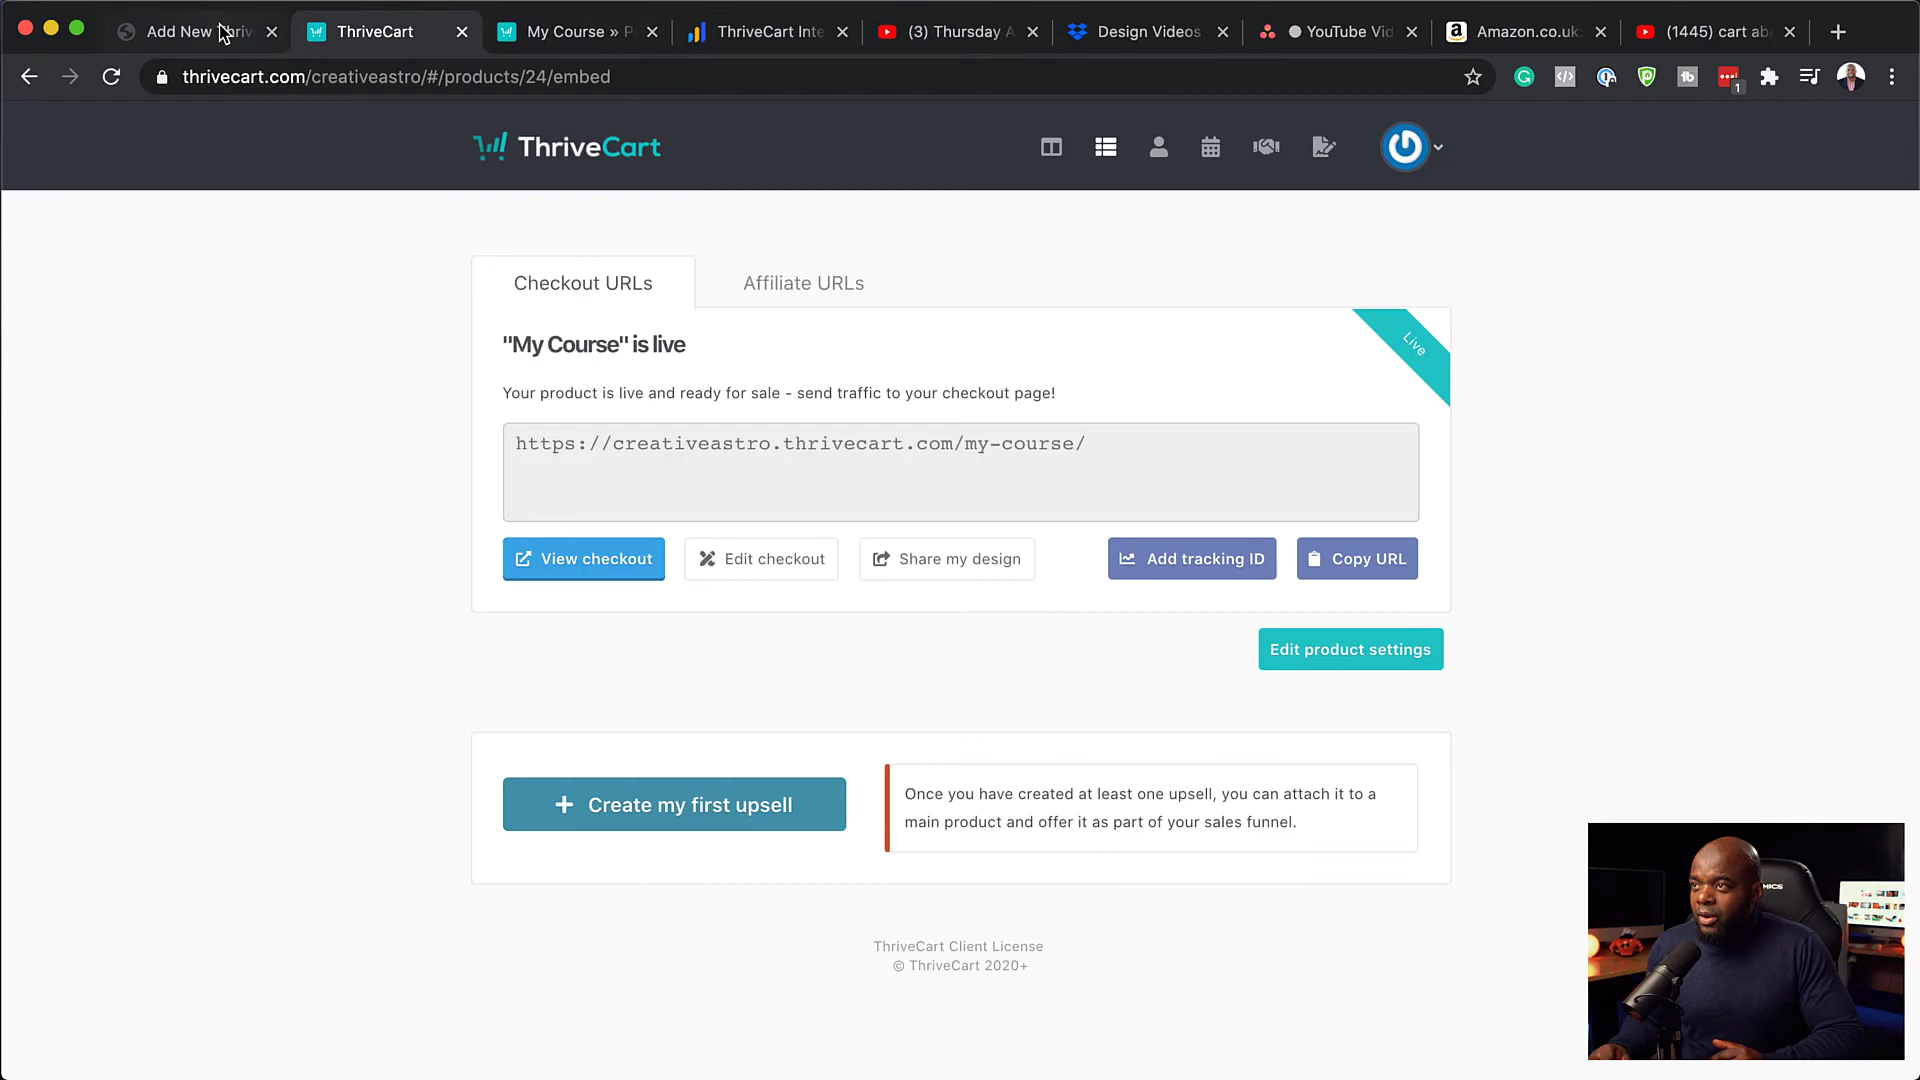 Add New Thriv
ThriveCart
My Course » P
ThriveCart Inte
(3) Thursday A
Design Videos
YouTube Vid
Amazon.co.uk
(1445) cart ab
thrivecart.com/creativeastro/#/products/24/embed
1
ThriveCart
Checkout URLs
Affiliate URLs
"My Course" is live
Live
Your product is live and ready for sale - send traffic to your checkout page!
https://creativeastro.thrivecart.com/my-course/
View checkout
Edit checkout
Share my design
Add tracking ID
Copy URL
Edit product settings
+ Create my first upsell
Once you have created at least one upsell, you can attach it to a
main product and offer it as part of your sales funnel.
ThriveCart Client License
© ThriveCart 2020+